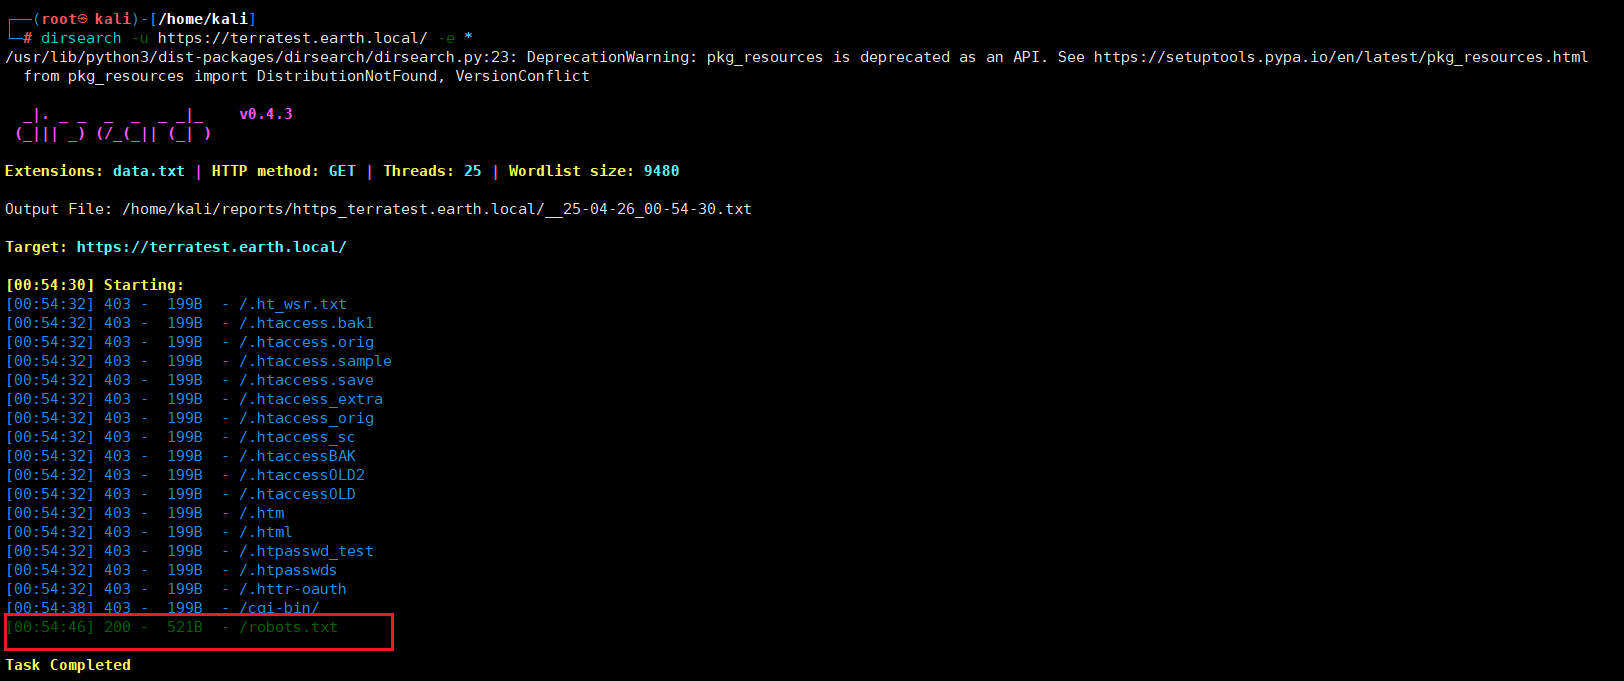 ┌──(root㉿kali)-[/home/kali]
└─# dirsearch -u https://terratest.earth.local/ -e *
/usr/lib/python3/dist-packages/dirsearch/dirsearch.py:23: DeprecationWarning: pkg_resources is deprecated as an API. See https://setuptools.pypa.io/en/latest/pkg_resources.html
  from pkg_resources import DistributionNotFound, VersionConflict
  _|. _ _  _  _  _ _|_    v0.4.3
 (_||| _) (/_(_|| (_| )
Extensions: data.txt | HTTP method: GET | Threads: 25 | Wordlist size: 9480
Output File: /home/kali/reports/https_terratest.earth.local/__25-04-26_00-54-30.txt
Target: https://terratest.earth.local/
[00:54:30] Starting:
[00:54:32] 403 -  199B  - /.ht_wsr.txt
[00:54:32] 403 -  199B  - /.htaccess.bak1
[00:54:32] 403 -  199B  - /.htaccess.orig
[00:54:32] 403 -  199B  - /.htaccess.sample
[00:54:32] 403 -  199B  - /.htaccess.save
[00:54:32] 403 -  199B  - /.htaccess_extra
[00:54:32] 403 -  199B  - /.htaccess_orig
[00:54:32] 403 -  199B  - /.htaccess_sc
[00:54:32] 403 -  199B  - /.htaccessBAK
[00:54:32] 403 -  199B  - /.htaccessOLD2
[00:54:32] 403 -  199B  - /.htaccessOLD
[00:54:32] 403 -  199B  - /.htm
[00:54:32] 403 -  199B  - /.html
[00:54:32] 403 -  199B  - /.htpasswd_test
[00:54:32] 403 -  199B  - /.htpasswds
[00:54:32] 403 -  199B  - /.httr-oauth
[00:54:38] 403 -  199B  - /cgi-bin/
[00:54:46] 200 -  521B  - /robots.txt
Task Completed